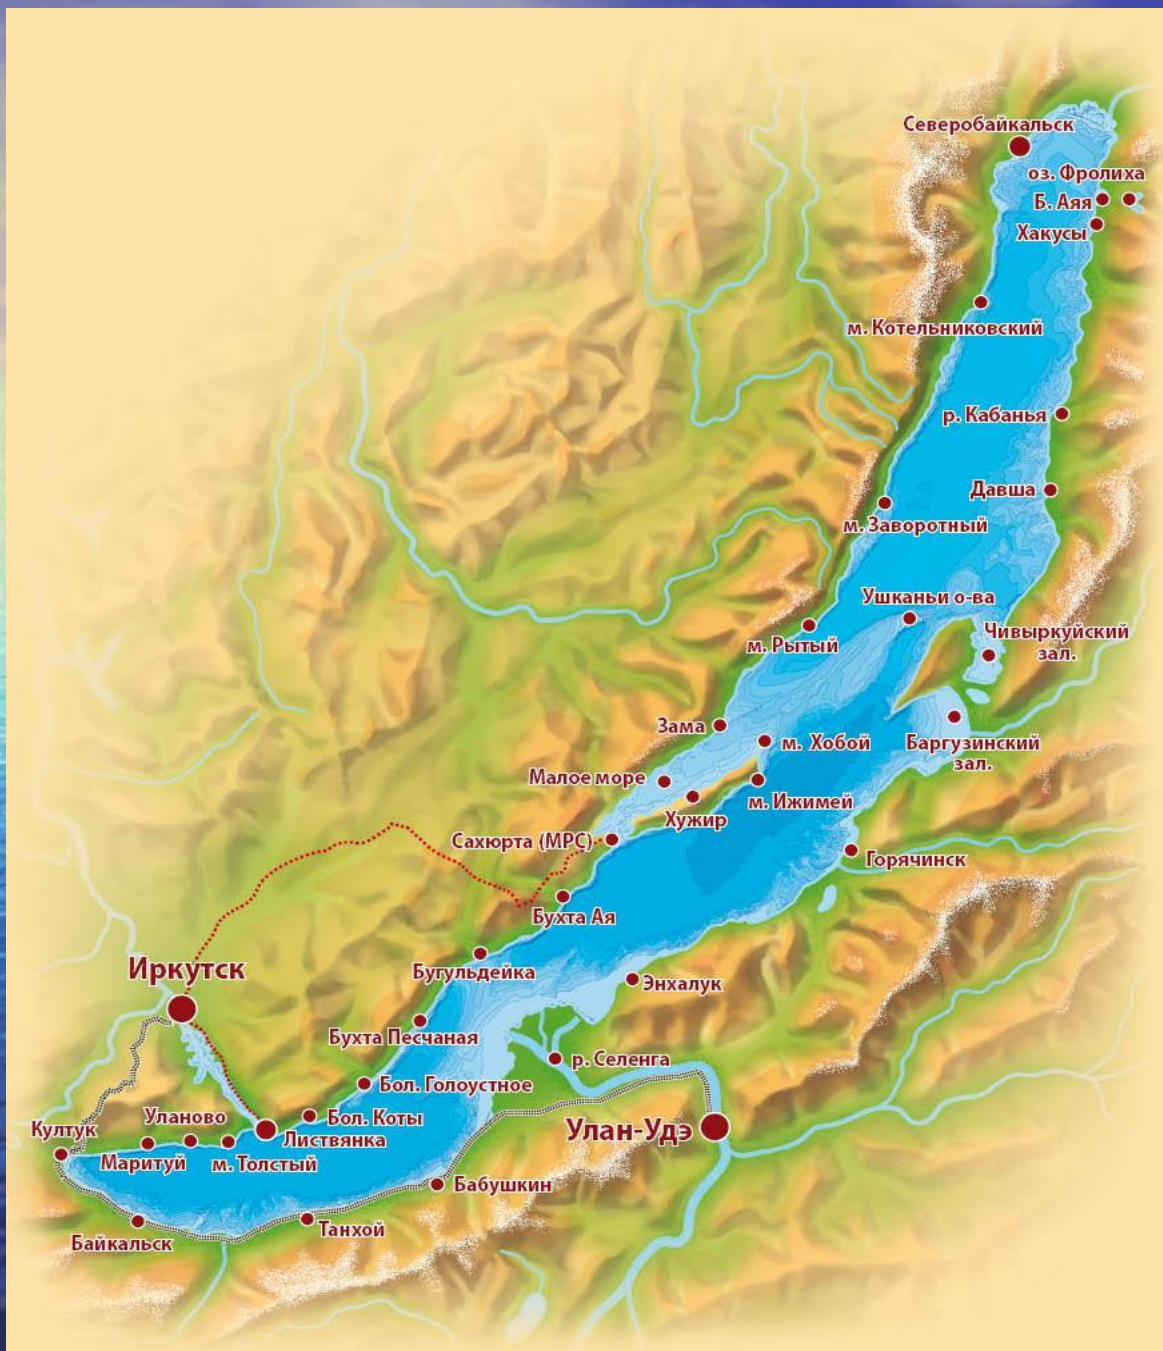 Северобайкальск
оз. Фролиха
Б. Аяя
Хакусы
м. Котельниковский
р. Кабанья
Давша
м. Заворотный
Ушканьи о-ва
Чивыркуйский
зал.
м. Рытый
Зама
м. Хобой
Баргузинский
зал.
Малое море
м. Ижимей
Хужир
Сахюрта (МРС)
Горячинск
Бухта Ая
Бугульдейка
Иркутск
Энхалук
Бухта Песчаная
р. Селенга
Бол. Голоустное
Уланово
Бол. Коты
Култук
Листвянка
Улан-Удэ
Маритуй
м. Толстый
Бабушкин
Танхой
Байкальск